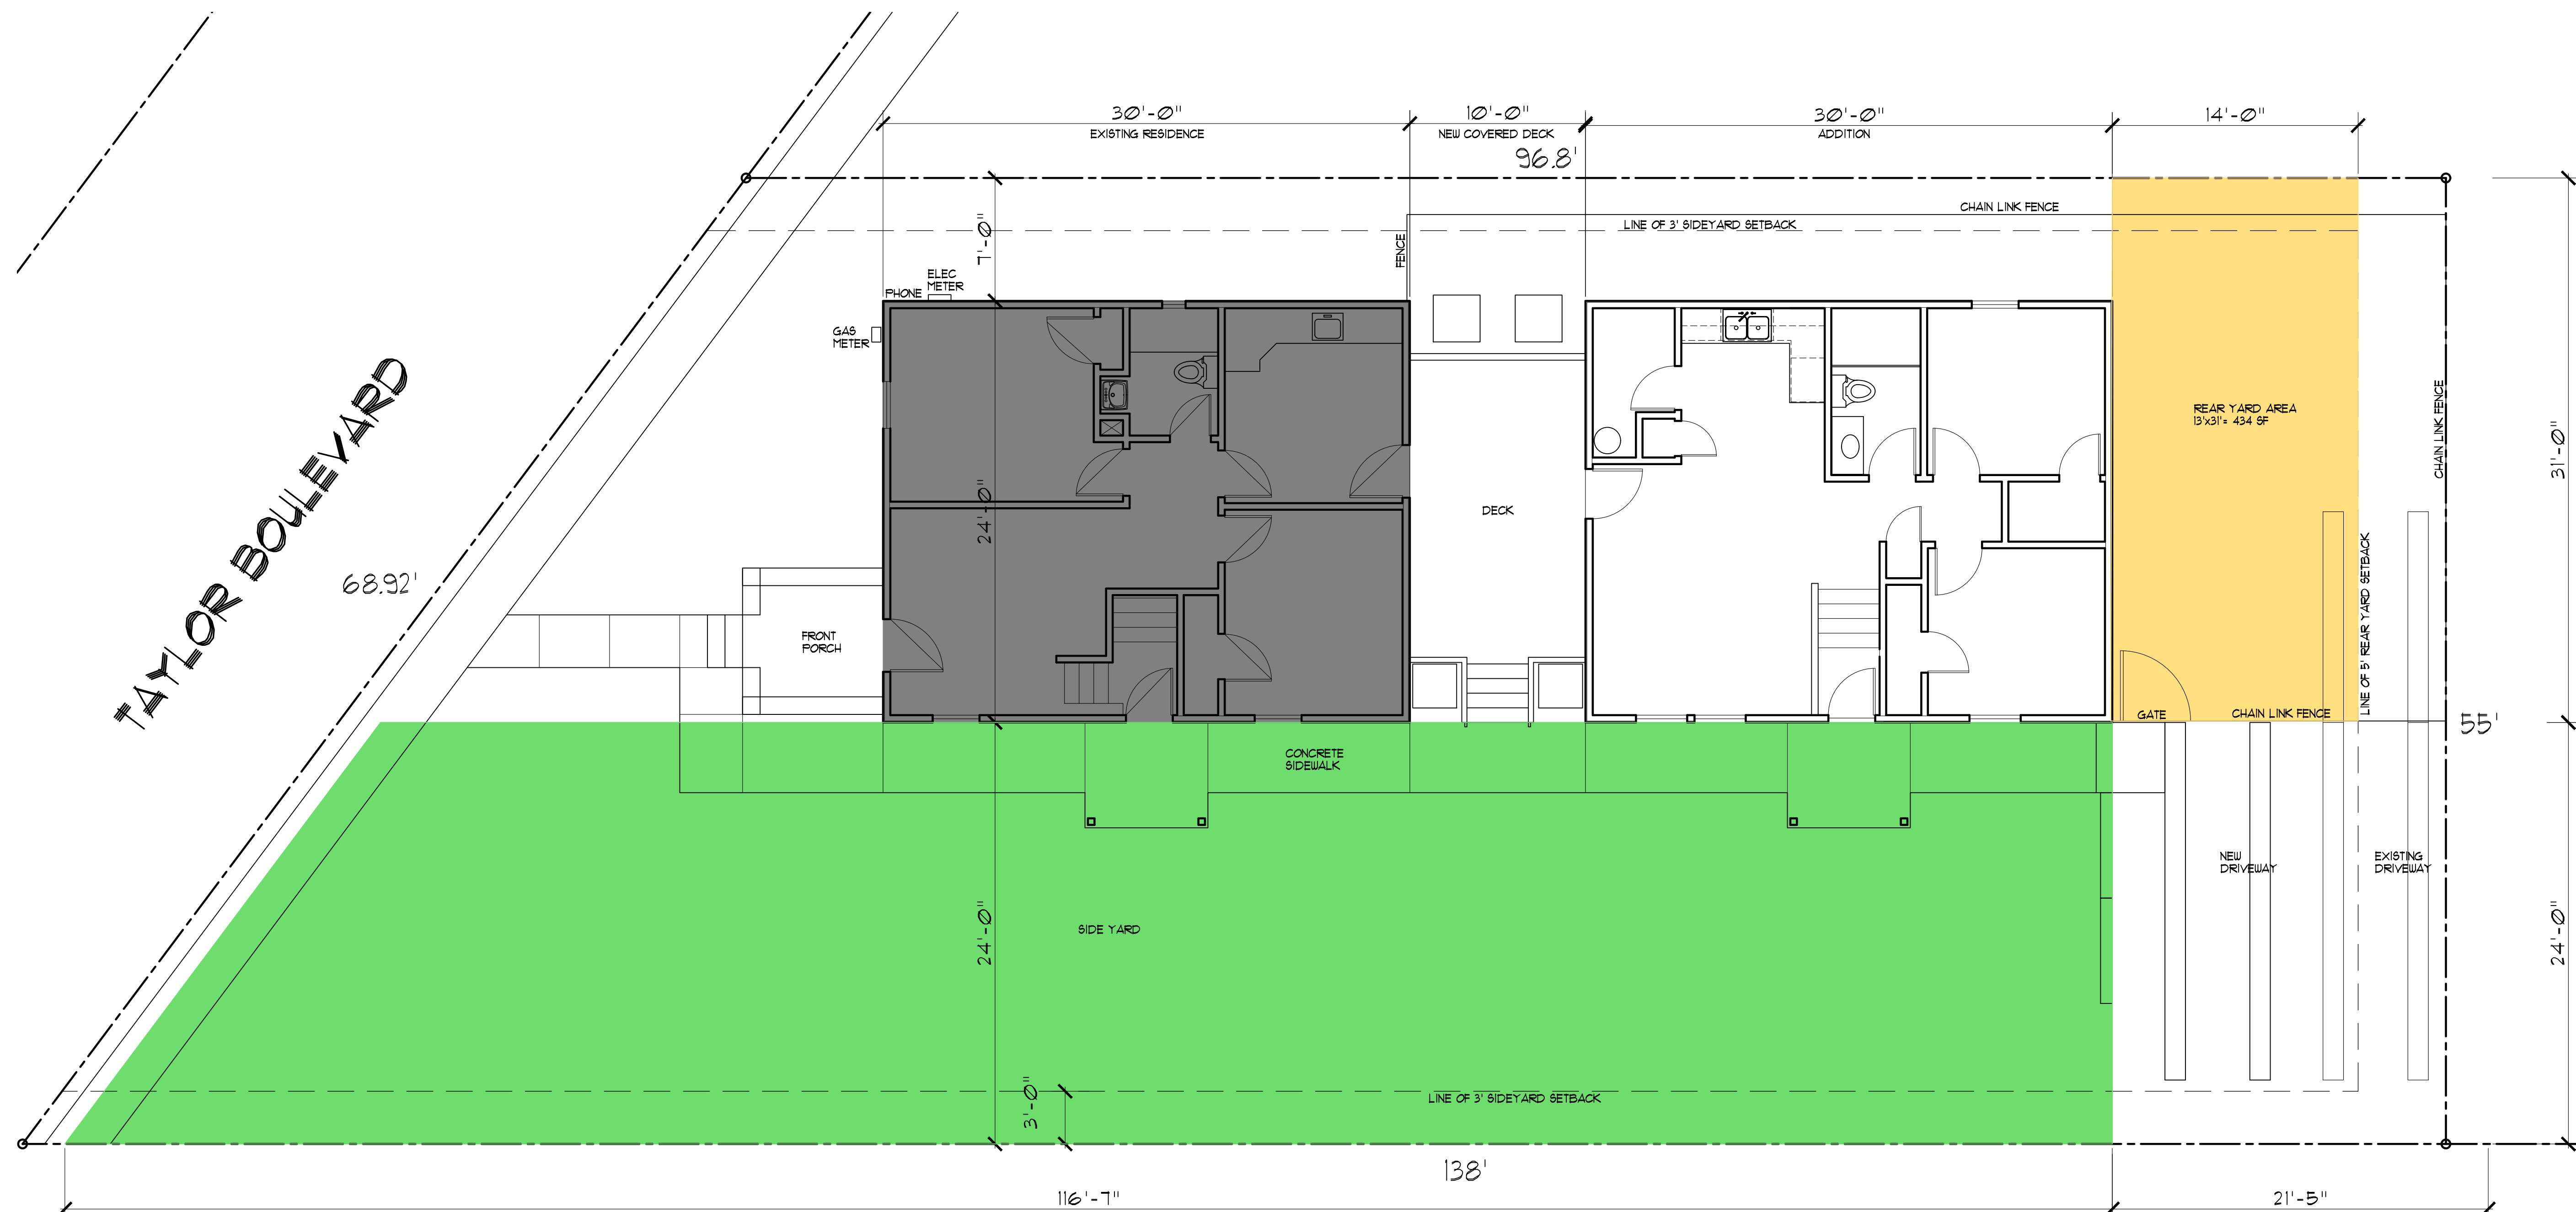 30'-0"
10'-0"
30'-0"
14'-0"
EXISTING RESIDENCE
NEW COVERED DECK
ADDITION
96.8'
CHAIN LINK FENCE
LINE OF 3' SIDEYARD SETBACK
7'-0"
FENCE
ELEC
METER
PHONE
GAS
METER
TAYLOR BOULEVARD
68.92'
24'-0"
FRONT
PORCH
DECK
REAR YARD AREA
13'x31'= 434 SF
CHAIN LINK FENCE
LINE OF 5' REAR YARD SETBACK
31'-0"
GATE
CHAIN LINK FENCE
55'
CONCRETE
SIDEWALK
NEW
DRIVEWAY
EXISTING
DRIVEWAY
SIDE YARD
24'-0"
24'-0"
3'-0"
LINE OF 3' SIDEYARD SETBACK
138'
116'-7"
21'-5"